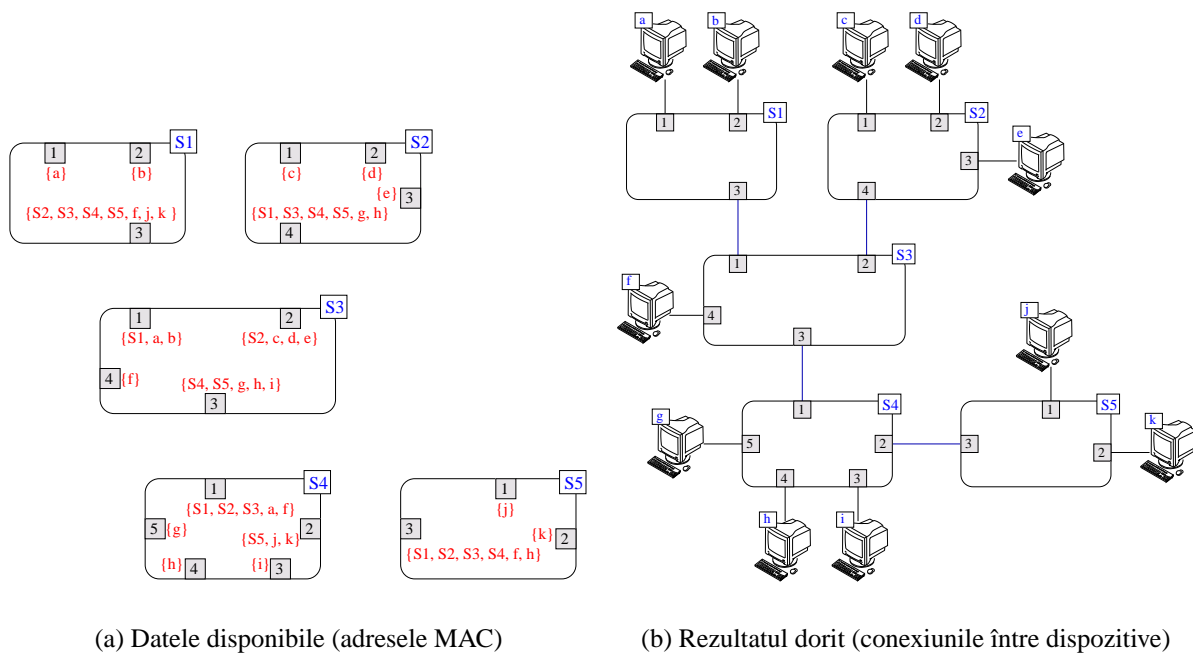 S1
1
2
{a}
{b}
{S2, S3, S4, S5, f, j, k }
3
S2
1
2
{c}
{d}
{e}
3
{S1, S3, S4, S5, g, h}
4
S3
1
2
{S1, a, b}
{S2, c, d, e}
4
{f}
{S4, S5, g, h, i}
3
S4
1
{S1, S2, S3, a, f}
5
{g}
2
{S5, j, k}
{h}
4
{i}
3
S5
1
{j}
3
{k}
2
{S1, S2, S3, S4, f, h}
(a) Datele disponibile (adresele MAC)
a
b
c
d
S1
1
2
3
S2
1
2
e
3
4
S3
1
2
f
4
3
j
S4
1
g
5
2
4
3
S5
1
3
2
k
h
i
(b) Rezultatul dorit (conexiunile între dispozitive)